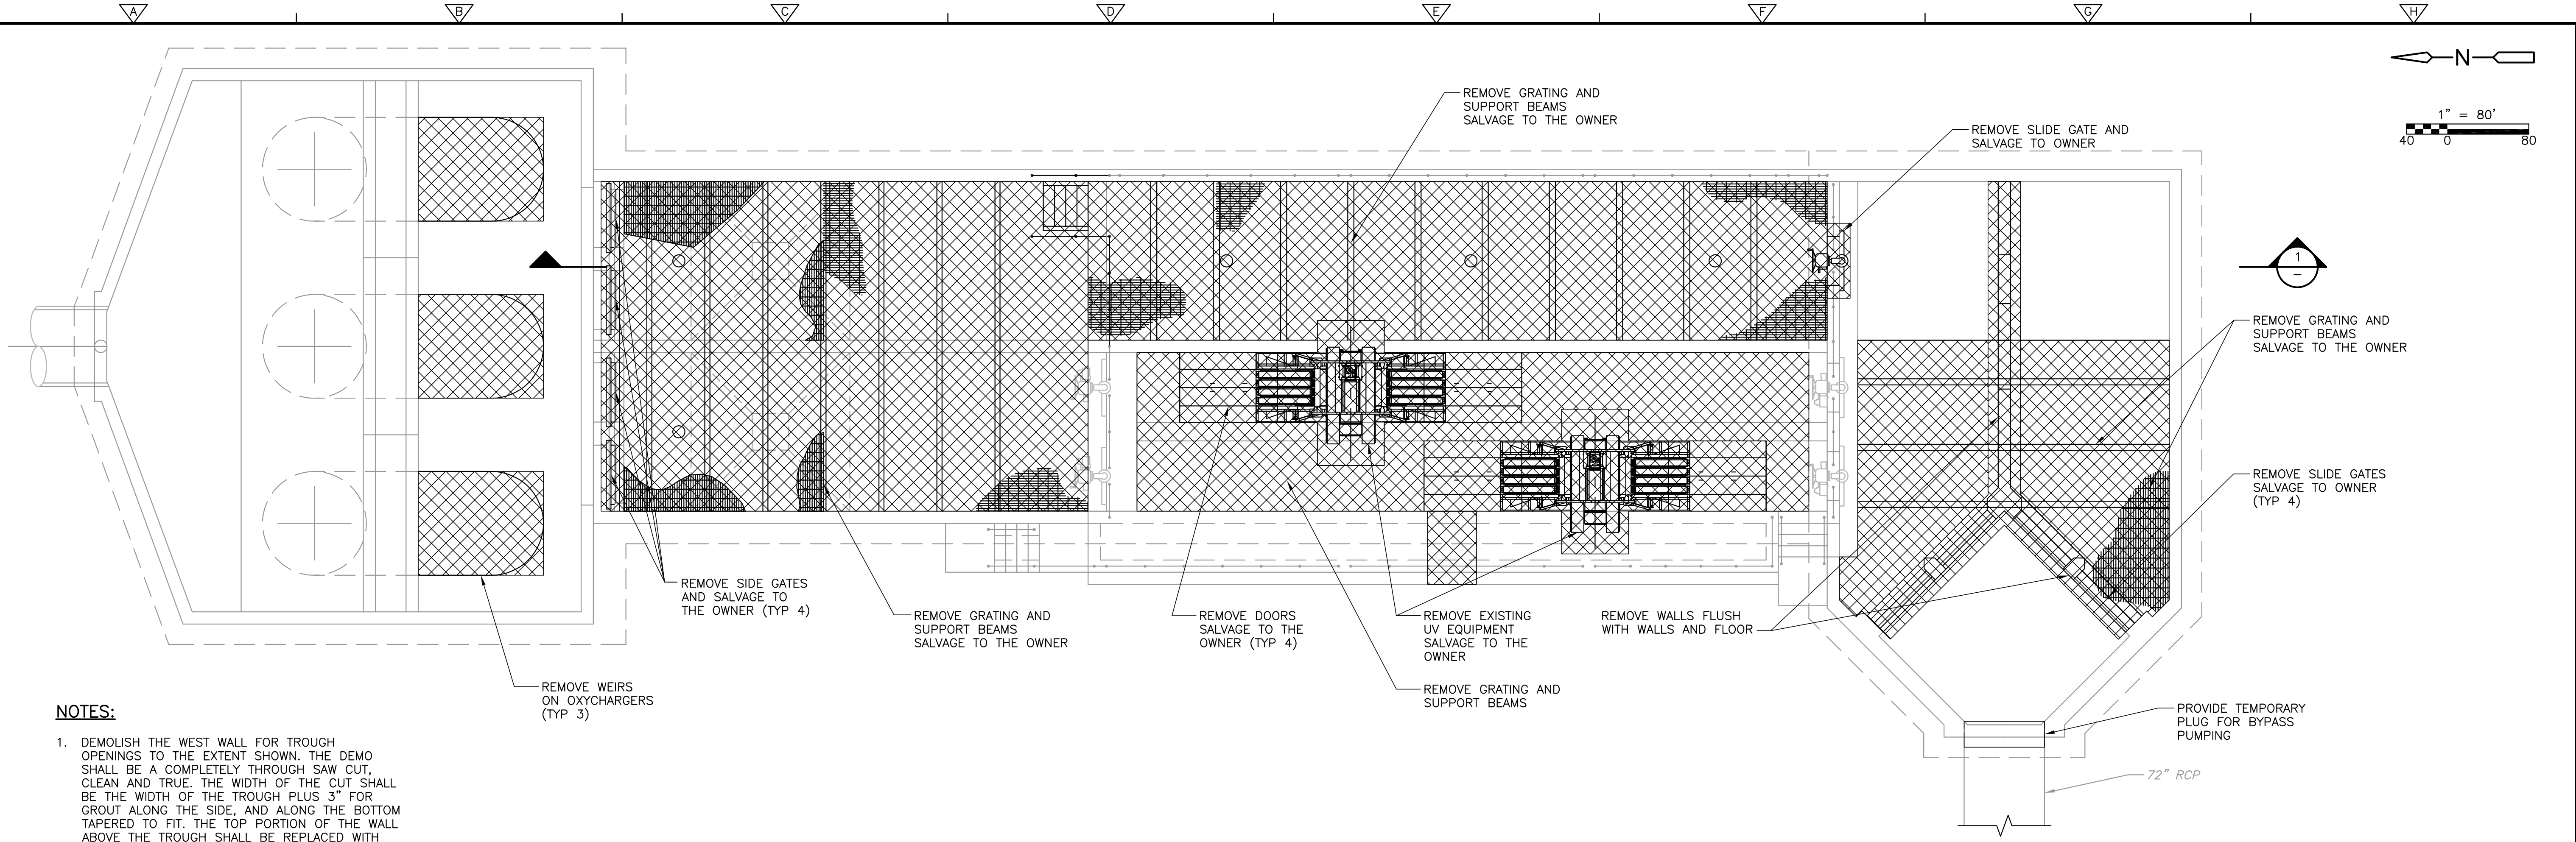 A
B
C
D
E
F
G
H
N
1" = 80'
40 0 80
REMOVE GRATING AND
SUPPORT BEAMS
SALVAGE TO THE OWNER
REMOVE SLIDE GATE AND
SALVAGE TO OWNER
1
–
REMOVE GRATING AND
SUPPORT BEAMS
SALVAGE TO THE OWNER
REMOVE SLIDE GATES
SALVAGE TO OWNER
(TYP 4)
REMOVE SIDE GATES
AND SALVAGE TO
THE OWNER (TYP 4)
REMOVE GRATING AND
SUPPORT BEAMS
SALVAGE TO THE OWNER
REMOVE DOORS
SALVAGE TO THE
OWNER (TYP 4)
REMOVE EXISTING
UV EQUIPMENT
SALVAGE TO THE
OWNER
REMOVE WALLS FLUSH
WITH WALLS AND FLOOR
REMOVE WEIRS
ON OXYCHARGERS
(TYP 3)
REMOVE GRATING AND
SUPPORT BEAMS
PROVIDE TEMPORARY
PLUG FOR BYPASS
PUMPING
72" RCP
NOTES:
1. DEMOLISH THE WEST WALL FOR TROUGH
OPENINGS TO THE EXTENT SHOWN. THE DEMO
SHALL BE A COMPLETELY THROUGH SAW CUT,
CLEAN AND TRUE. THE WIDTH OF THE CUT SHALL
BE THE WIDTH OF THE TROUGH PLUS 3" FOR
GROUT ALONG THE SIDE, AND ALONG THE BOTTOM
TAPERED TO FIT. THE TOP PORTION OF THE WALL
ABOVE THE TROUGH SHALL BE REPLACED WITH